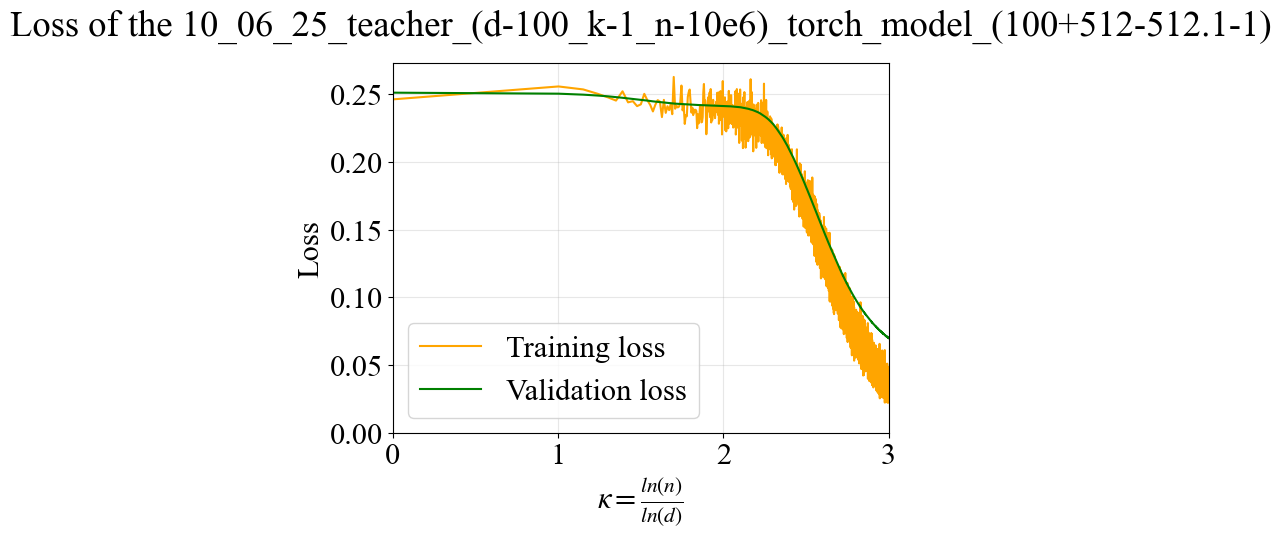 Loss of the 10_06_25_teacher_(d-100_k-1_n-10e6)_torch_model_(100+512-512.1-1)
0.25
0.20
0.15
0.10
0.05
0.00
Loss
Training loss
Validation loss
0 1 2 3
κ = ln(n)/ln(d)